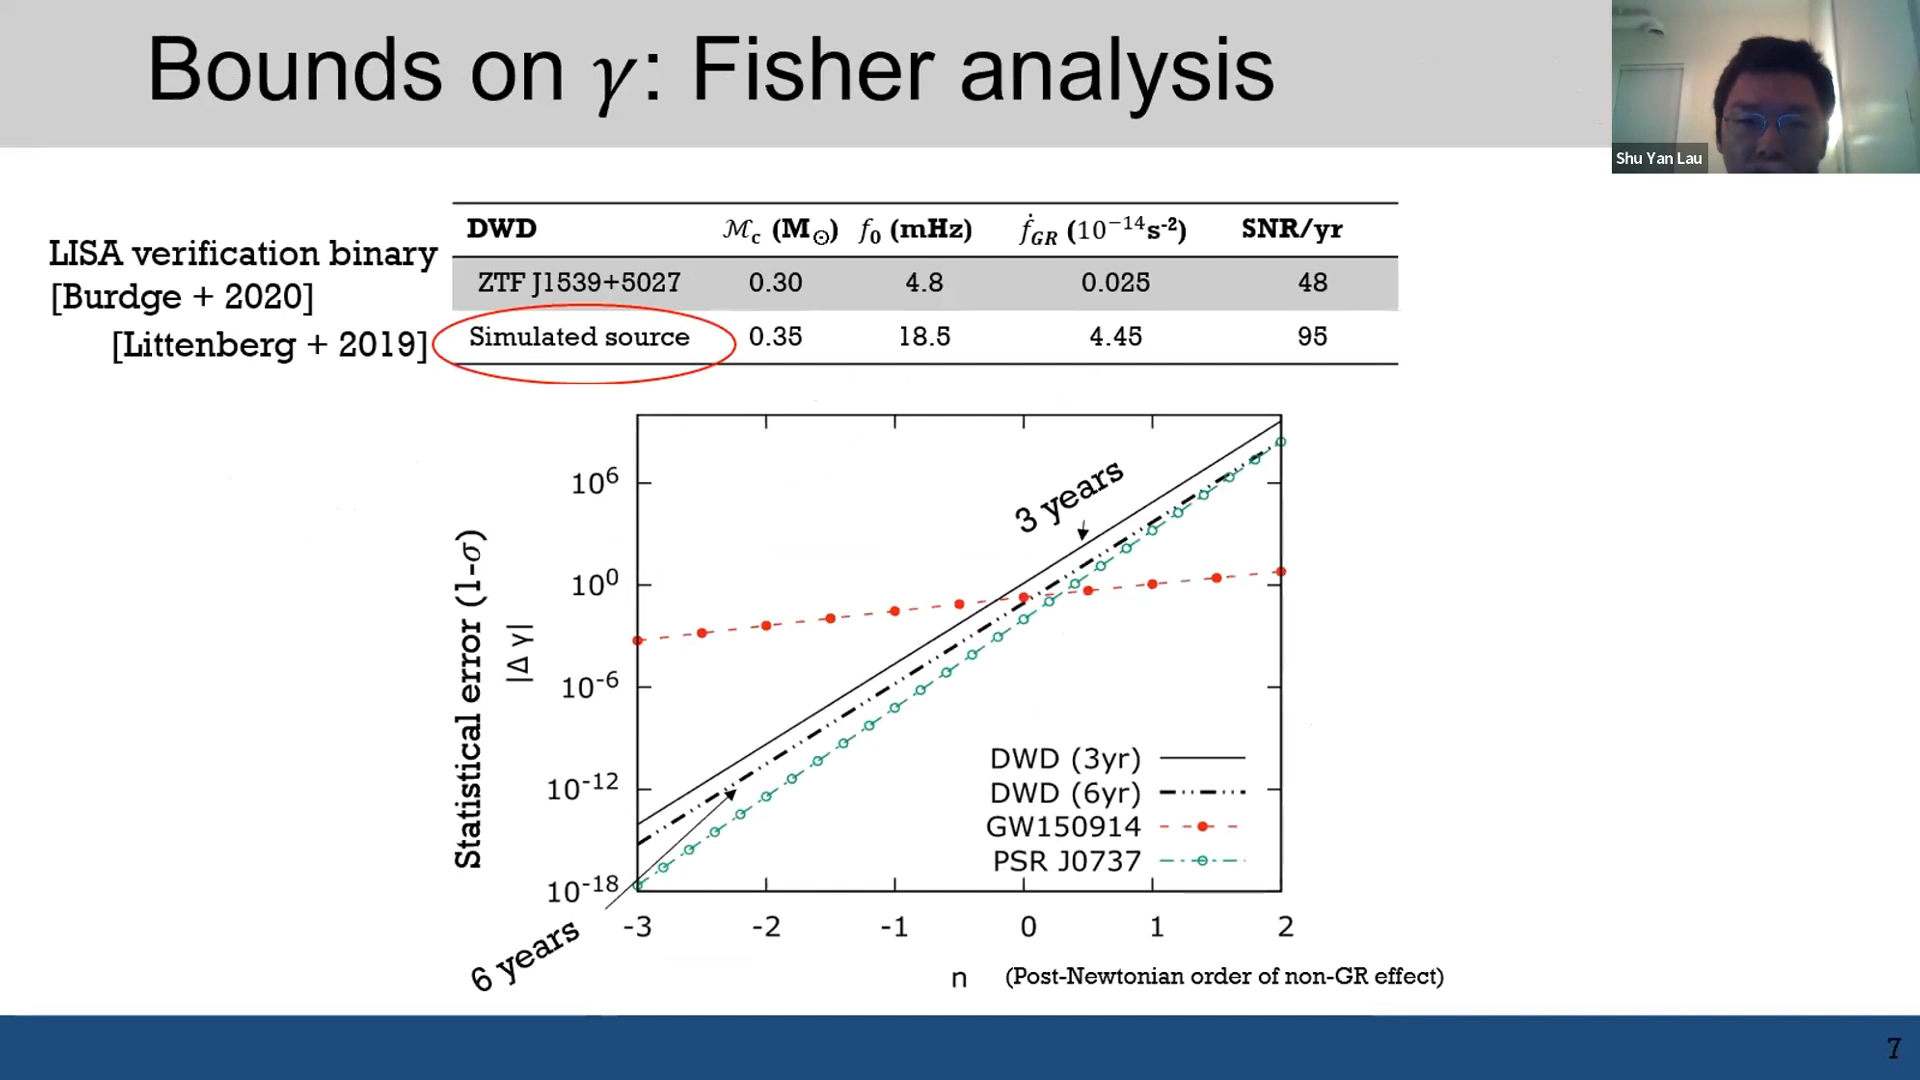 Bounds on γ: Fisher analysis
Shu Yan Lau
LISA verification binary
[Burdge + 2020]
[Littenberg + 2019]
DWD ℳc (M⊙) f0 (mHz) ḟGR (10−14s-2) SNR/yr
ZTF J1539+5027 0.30 4.8 0.025 48
Simulated source 0.35 18.5 4.45 95
Statistical error (1-σ)
|Δ γ|
10^6
10^0
10^-6
10^-12
10^-18
3 years
6 years
DWD (3yr)
DWD (6yr)
GW150914
PSR J0737
-3 -2 -1 0 1 2
n (Post-Newtonian order of non-GR effect)
7